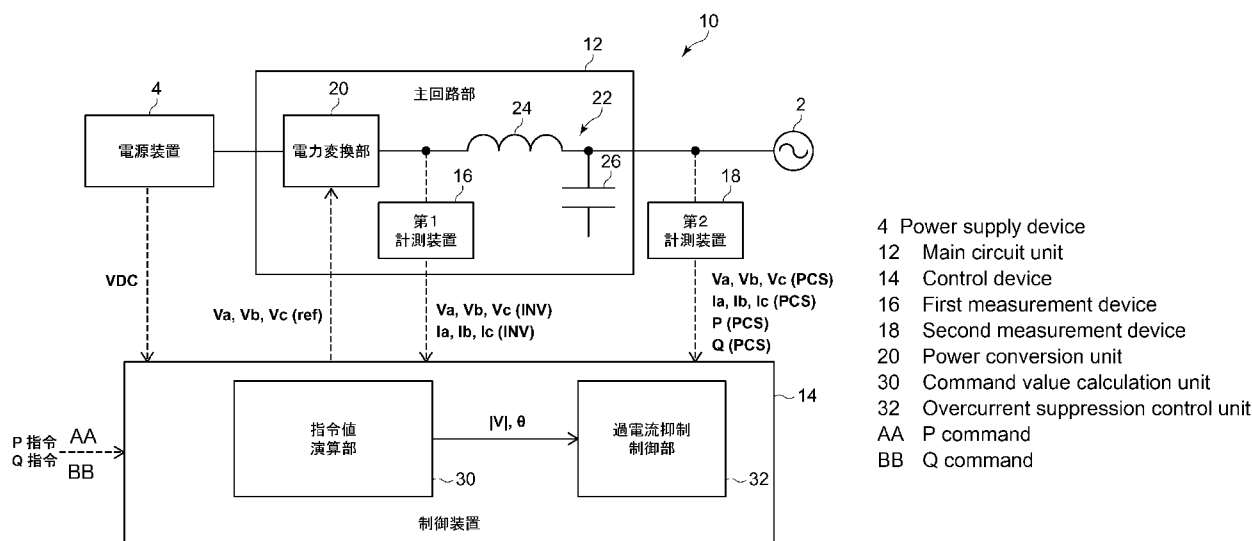 10
12
主回路部
4
電源装置
20
電力変換部
24
22
26
2
16
第1
計測装置
18
第2
計測装置
VDC
Va, Vb, Vc (ref)
Va, Vb, Vc (INV)
Ia, Ib, Ic (INV)
Va, Vb, Vc (PCS)
Ia, Ib, Ic (PCS)
P (PCS)
Q (PCS)
14
指令値
演算部
30
|V|, θ
過電流抑制
制御部
32
P 指令 AA
Q 指令 BB
制御装置
4 Power supply device
12 Main circuit unit
14 Control device
16 First measurement device
18 Second measurement device
20 Power conversion unit
30 Command value calculation unit
32 Overcurrent suppression control unit
AA P command
BB Q command